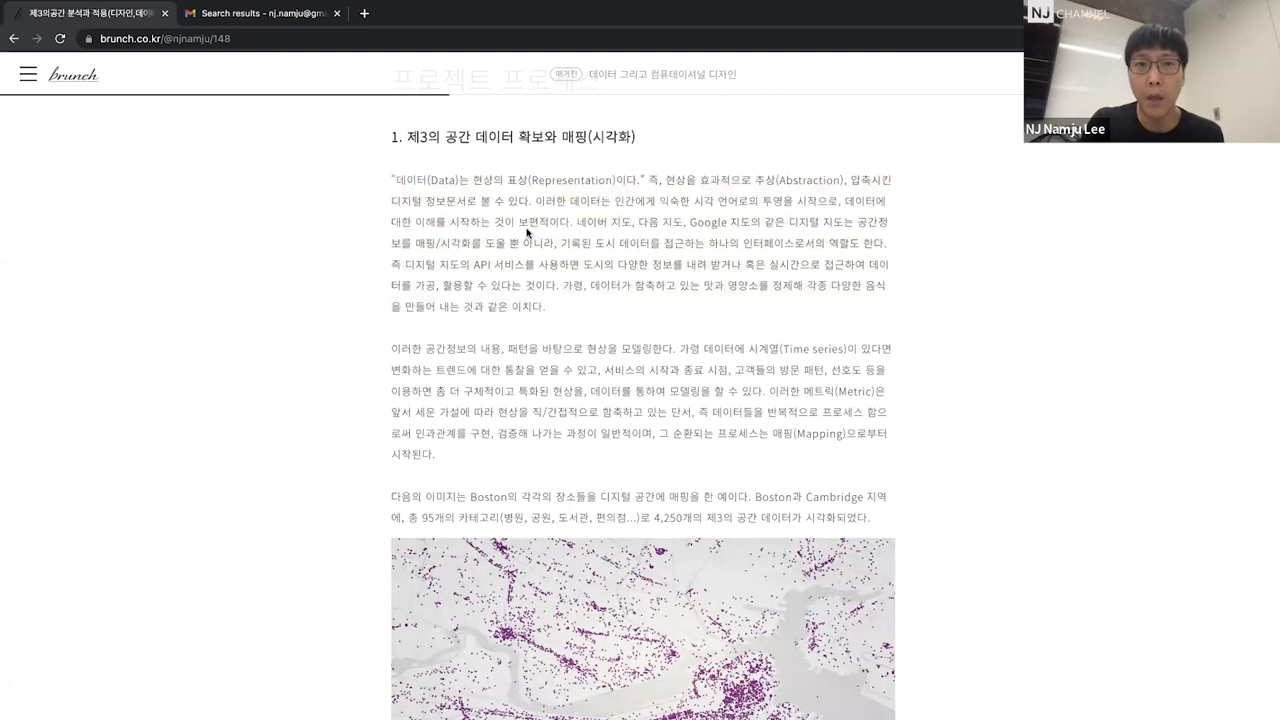 제3의공간 분석과 적용(디자인,데이터
Search results - nj.namju@gm
brunch.co.kr/@njnamju/148
brunch
프로젝트 프로세스
매거진 데이터 그리고 컴퓨테이셔널 디자인
NJ CHANNEL
NJ Namju Lee
1. 제3의 공간 데이터 확보와 매핑(시각화)
"데이터(Data)는 현상의 표상(Representation)이다." 즉, 현상을 효과적으로 추상(Abstraction), 압축시킨
디지털 정보문서로 볼 수 있다. 이러한 데이터는 인간에게 익숙한 시각 언어로의 투영을 시작으로, 데이터에
대한 이해를 시작하는 것이 보편적이다. 네이버 지도, 다음 지도, Google 지도의 같은 디지털 지도는 공간정
보를 매핑/시각화를 도울 뿐 아니라, 기록된 도시 데이터를 접근하는 하나의 인터페이스로서의 역할도 한다.
즉 디지털 지도의 API 서비스를 사용하면 도시의 다양한 정보를 내려 받거나 혹은 실시간으로 접근하여 데이
터를 가공, 활용할 수 있다는 것이다. 가령, 데이터가 함축하고 있는 맛과 영양소를 정제해 각종 다양한 음식
을 만들어 내는 것과 같은 이치다.
이러한 공간정보의 내용, 패턴을 바탕으로 현상을 모델링한다. 가령 데이터에 시계열(Time series)이 있다면
변화하는 트렌드에 대한 통찰을 얻을 수 있고, 서비스의 시작과 종료 시점, 고객들의 방문 패턴, 선호도 등을
이용하면 좀 더 구체적이고 특화된 현상을, 데이터를 통하여 모델링을 할 수 있다. 이러한 메트릭(Metric)은
앞서 세운 가설에 따라 현상을 직/간접적으로 함축하고 있는 단서, 즉 데이터들을 반복적으로 프로세스 함으
로써 인과관계를 구현, 검증해 나가는 과정이 일반적이며, 그 순환되는 프로세스는 매핑(Mapping)으로부터
시작된다.
다음의 이미지는 Boston의 각각의 장소들을 디지털 공간에 매핑을 한 예이다. Boston과 Cambridge 지역
에, 총 95개의 카테고리(병원, 공원, 도서관, 편의점...)로 4,250개의 제3의 공간 데이터가 시각화되었다.